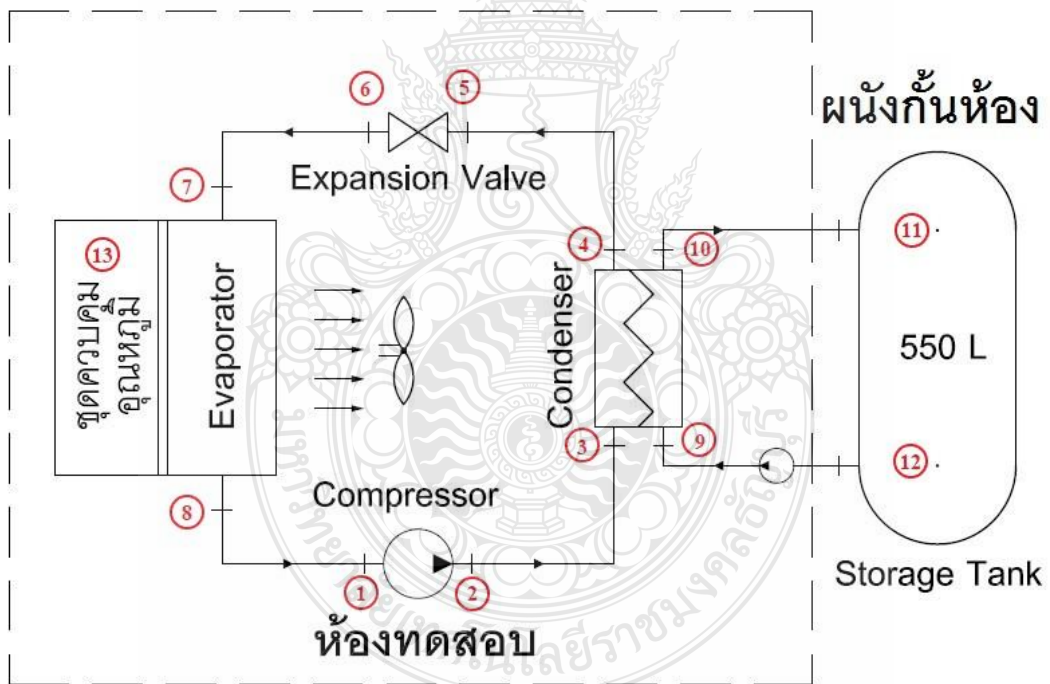 6
5
ผนังกั้นห้อง
Expansion Valve
7
11
4
10
13
ชุดควบคุม
อุณหภูมิ
Evaporator
Condenser
550 L
3
9
12
8
Compressor
1
2
Storage Tank
ห้องทดสอบ